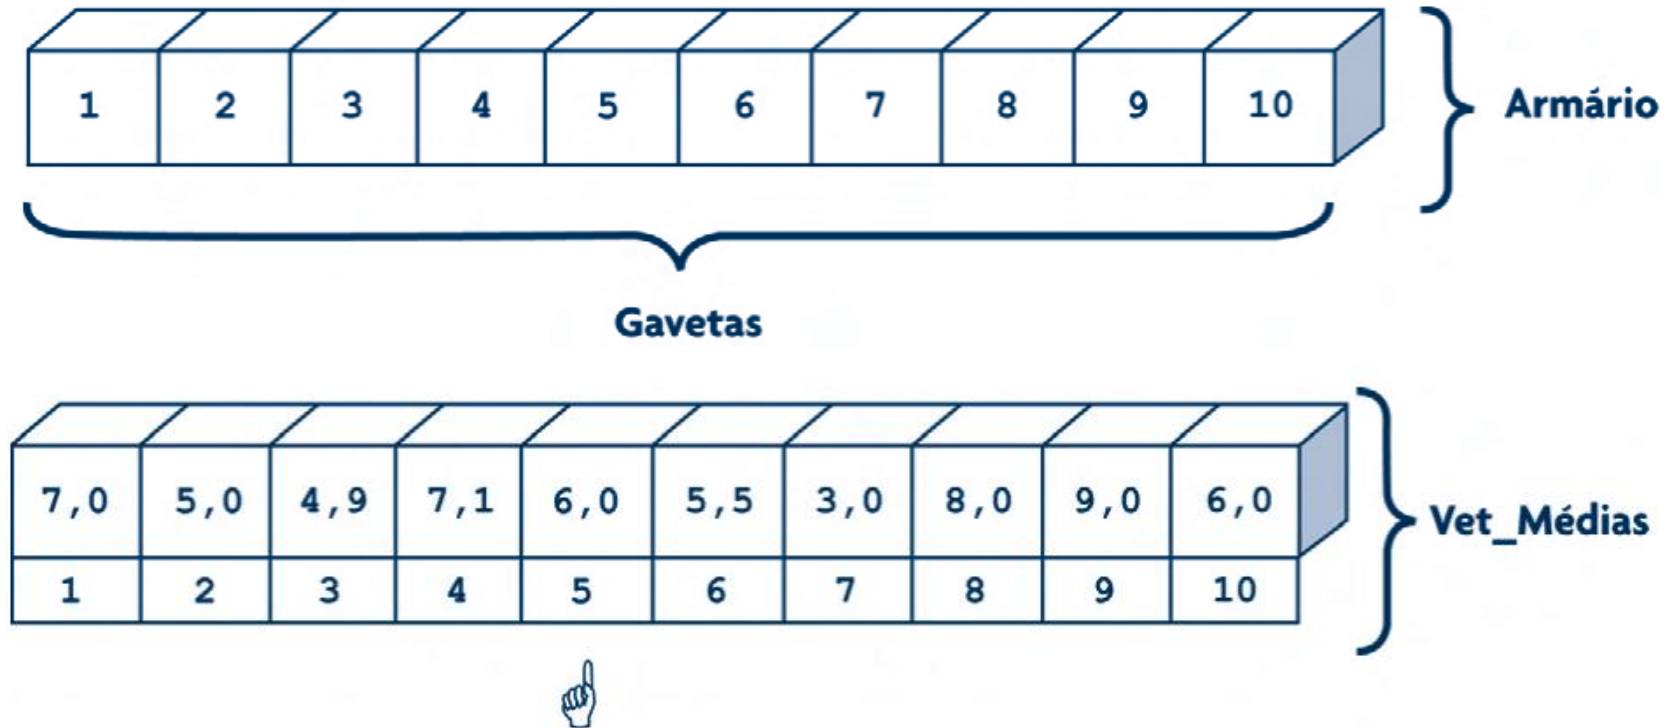 1 2 3 4 5 6 7 8 9 10 Armário
Gavetas
7,0 5,0 4,9 7,1 6,0 5,5 3,0 8,0 9,0 6,0 Vet_Médias
1 2 3 4 5 6 7 8 9 10